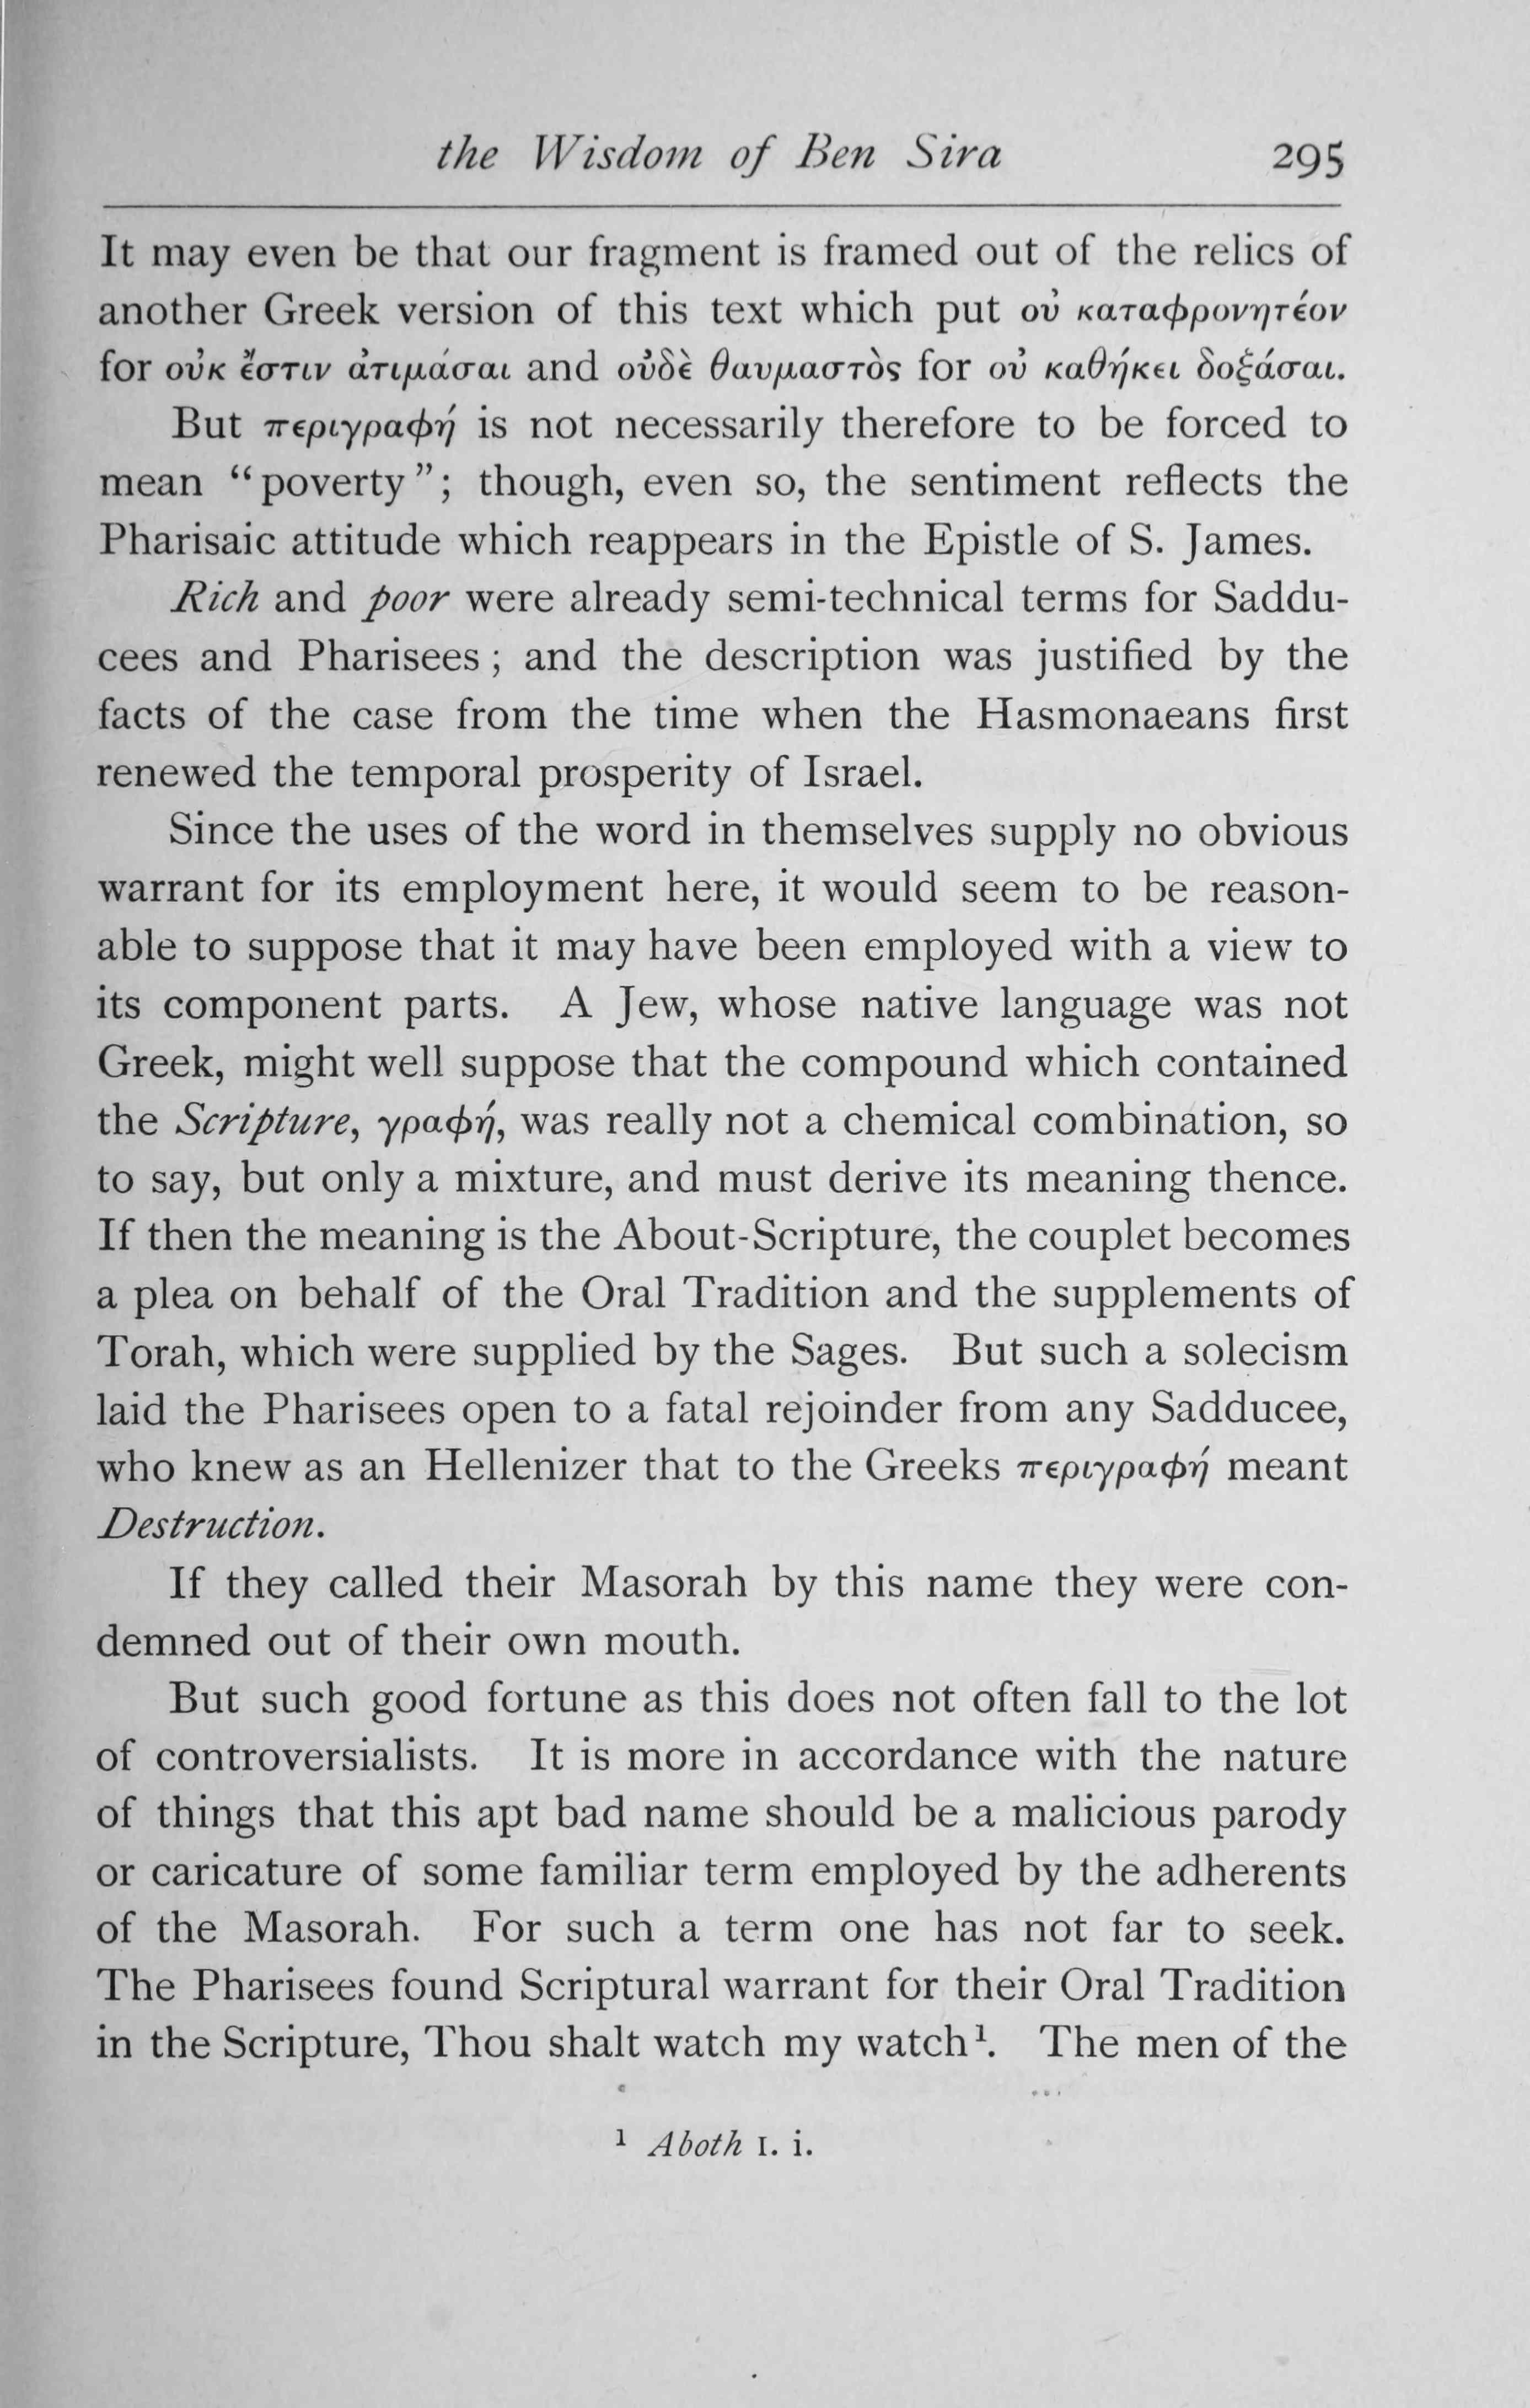 the Wisdom of Ben Sira 295
It may even be that our fragment is framed out of the relics of
another Greek version of this text which put οὐ καταφρονητέον
for οὐκ ἔστιν ἀτιμάσαι and οὐδὲ θαυμαστὸς for οὐ καθήκει δοξάσαι.
But περιγραφή is not necessarily therefore to be forced to
mean “poverty”; though, even so, the sentiment reflects the
Pharisaic attitude which reappears in the Epistle of S. James.
Rich and poor were already semi-technical terms for Saddu-
cees and Pharisees; and the description was justified by the
facts of the case from the time when the Hasmonaeans first
renewed the temporal prosperity of Israel.
Since the uses of the word in themselves supply no obvious
warrant for its employment here, it would seem to be reason-
able to suppose that it may have been employed with a view to
its component parts. A Jew, whose native language was not
Greek, might well suppose that the compound which contained
the Scripture, γραφή, was really not a chemical combination, so
to say, but only a mixture, and must derive its meaning thence.
If then the meaning is the About-Scripture, the couplet becomes
a plea on behalf of the Oral Tradition and the supplements of
Torah, which were supplied by the Sages. But such a solecism
laid the Pharisees open to a fatal rejoinder from any Sadducee,
who knew as an Hellenizer that to the Greeks περιγραφή meant
Destruction.
If they called their Masorah by this name they were con-
demned out of their own mouth.
But such good fortune as this does not often fall to the lot
of controversialists. It is more in accordance with the nature
of things that this apt bad name should be a malicious parody
or caricature of some familiar term employed by the adherents
of the Masorah. For such a term one has not far to seek.
The Pharisees found Scriptural warrant for their Oral Tradition
in the Scripture, Thou shalt watch my watch¹. The men of the
¹ Aboth I. i.